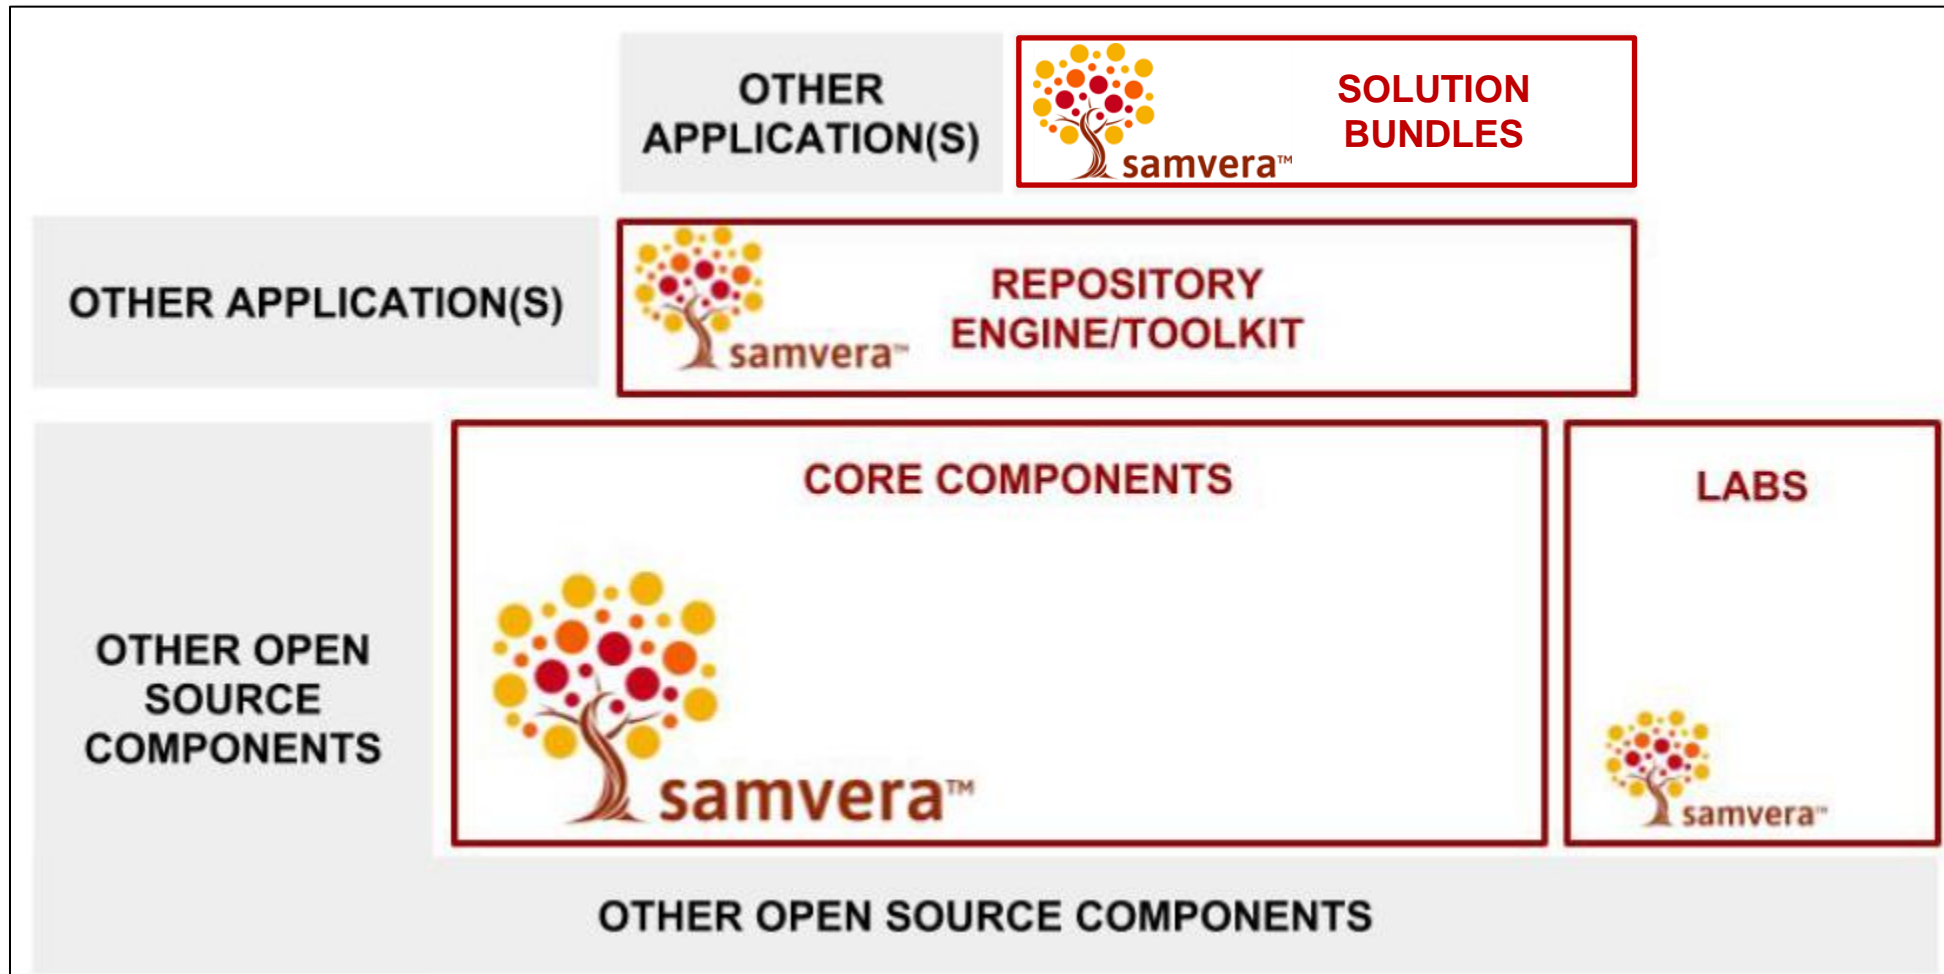 OTHER
APPLICATION(S)
samvera™
SOLUTION
BUNDLES
OTHER APPLICATION(S)
samvera™
REPOSITORY
ENGINE/TOOLKIT
OTHER OPEN
SOURCE
COMPONENTS
CORE COMPONENTS
samvera™
LABS
samvera™
OTHER OPEN SOURCE COMPONENTS